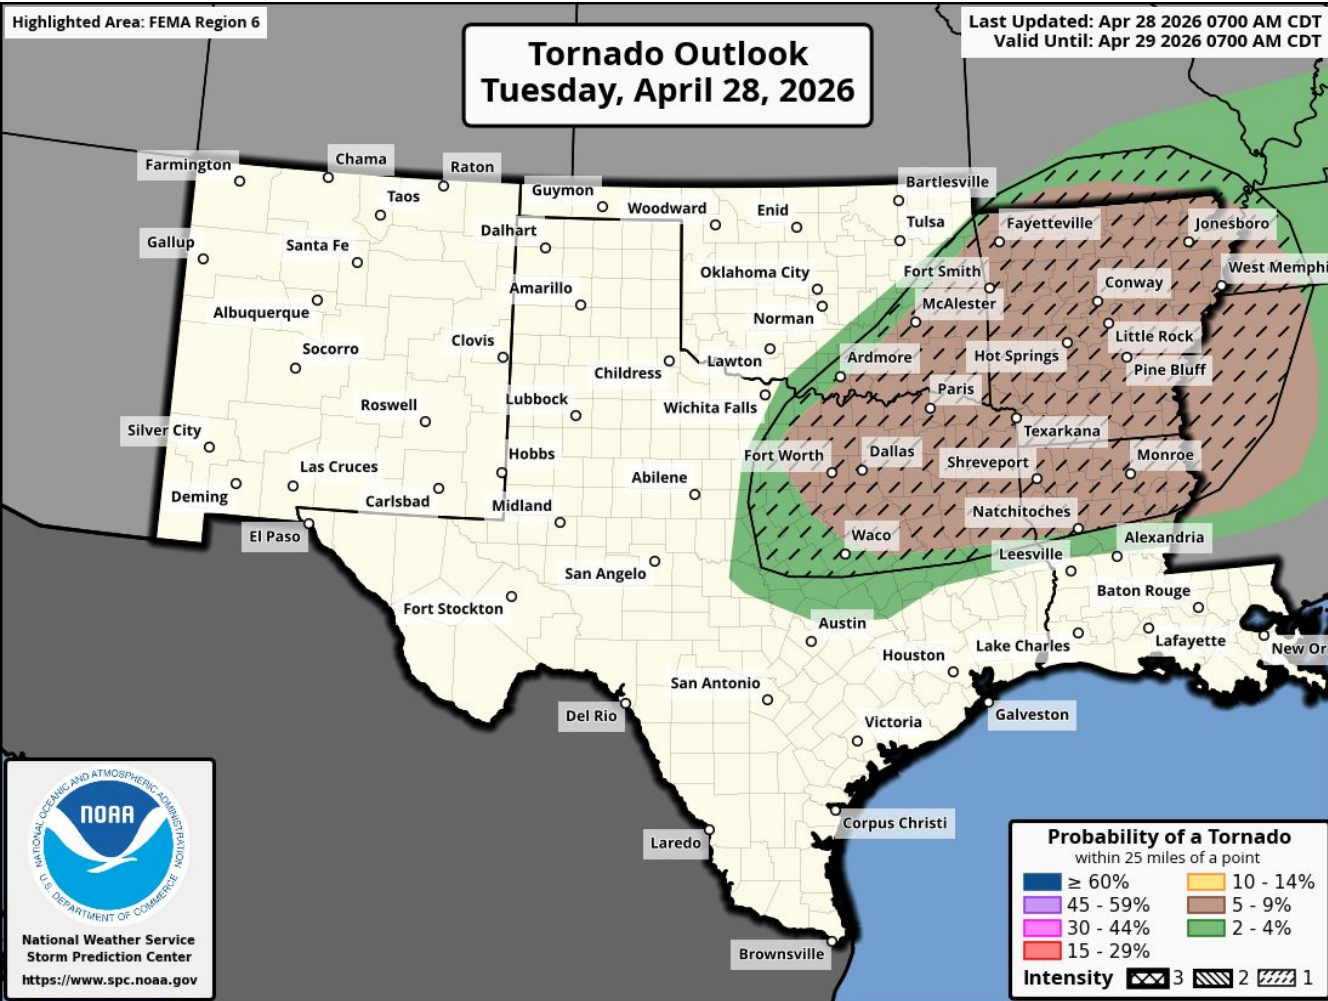 Highlighted Area: FEMA Region 6
Last Updated: Apr 28 2026 0700 AM CDT
Valid Until: Apr 29 2026 0700 AM CDT
Tornado Outlook
Tuesday, April 28, 2026
Farmington
Chama
Raton
Taos
Guymon
Woodward
Enid
Bartlesville
Tulsa
Fayetteville
Jonesboro
Gallup
Santa Fe
Dalhart
Oklahoma City
Fort Smith
West Memphi
Amarillo
McAlester
Conway
Albuquerque
Norman
Socorro
Clovis
Childress
Lawton
Ardmore
Hot Springs
Little Rock
Pine Bluff
Roswell
Lubbock
Wichita Falls
Paris
Silver City
Texarkana
Las Cruces
Hobbs
Fort Worth
Dallas
Shreveport
Monroe
Deming
Carlsbad
Midland
Abilene
Natchitoches
El Paso
Waco
Leesville
Alexandria
San Angelo
Baton Rouge
Fort Stockton
Austin
Houston
Lake Charles
Lafayette
New Or
San Antonio
Del Rio
Victoria
Galveston
Laredo
Corpus Christi
Brownsville
NATIONAL OCEANIC AND ATMOSPHERIC ADMINISTRATION
NOAA
U.S. DEPARTMENT OF COMMERCE
National Weather Service
Storm Prediction Center
https://www.spc.noaa.gov
Probability of a Tornado
within 25 miles of a point
≥ 60% 10 - 14%
45 - 59% 5 - 9%
30 - 44% 2 - 4%
15 - 29%
Intensity 3 2 1